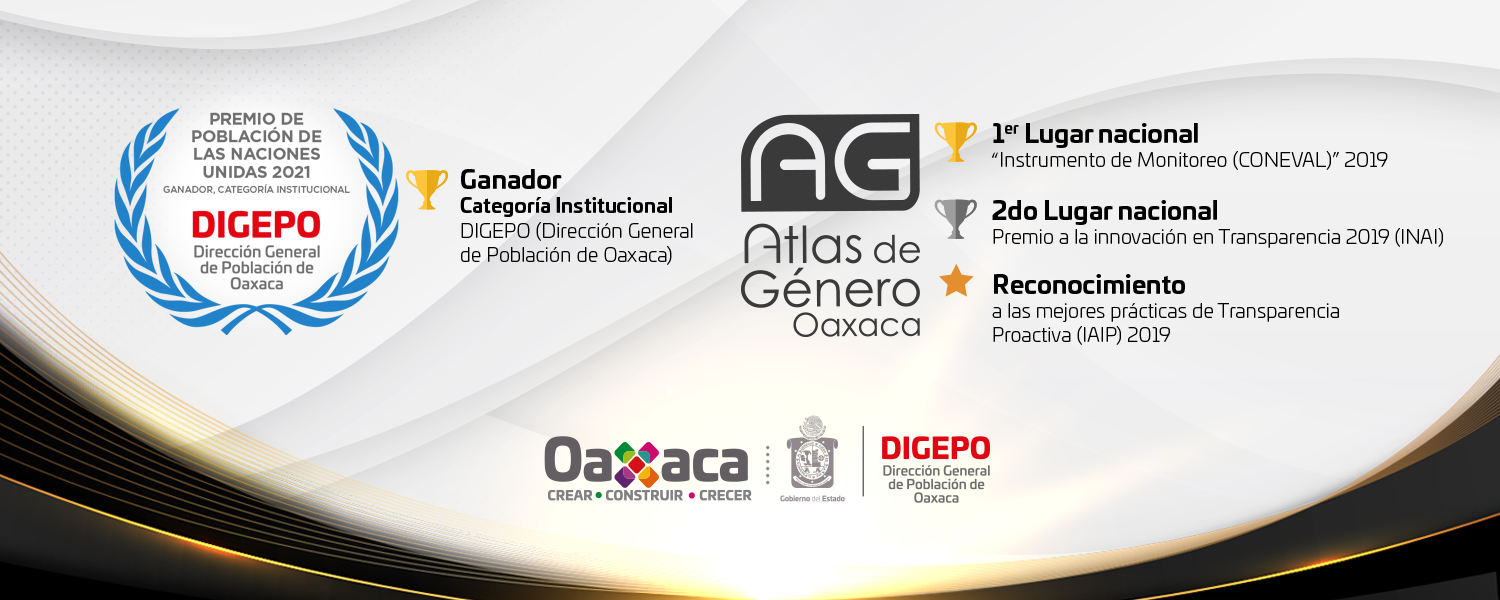 PREMIO DE
POBLACIÓN DE
LAS NACIONES
UNIDAS 2021
GANADOR, CATEGORÍA INSTITUCIONAL
DIGEPO
Dirección General
de Población de
Oaxaca
Ganador
Categoría Institucional
DIGEPO (Dirección General
de Población de Oaxaca)
AG
Atlas de
Género
Oaxaca
1er Lugar nacional
“Instrumento de Monitoreo (CONEVAL)” 2019
2do Lugar nacional
Premio a la innovación en Transparencia 2019 (INAI)
Reconocimiento
a las mejores prácticas de Transparencia
Proactiva (IAIP) 2019
Oaxaca
CREAR • CONSTRUIR • CRECER
Gobierno del Estado
DIGEPO
Dirección General
de Población de
Oaxaca